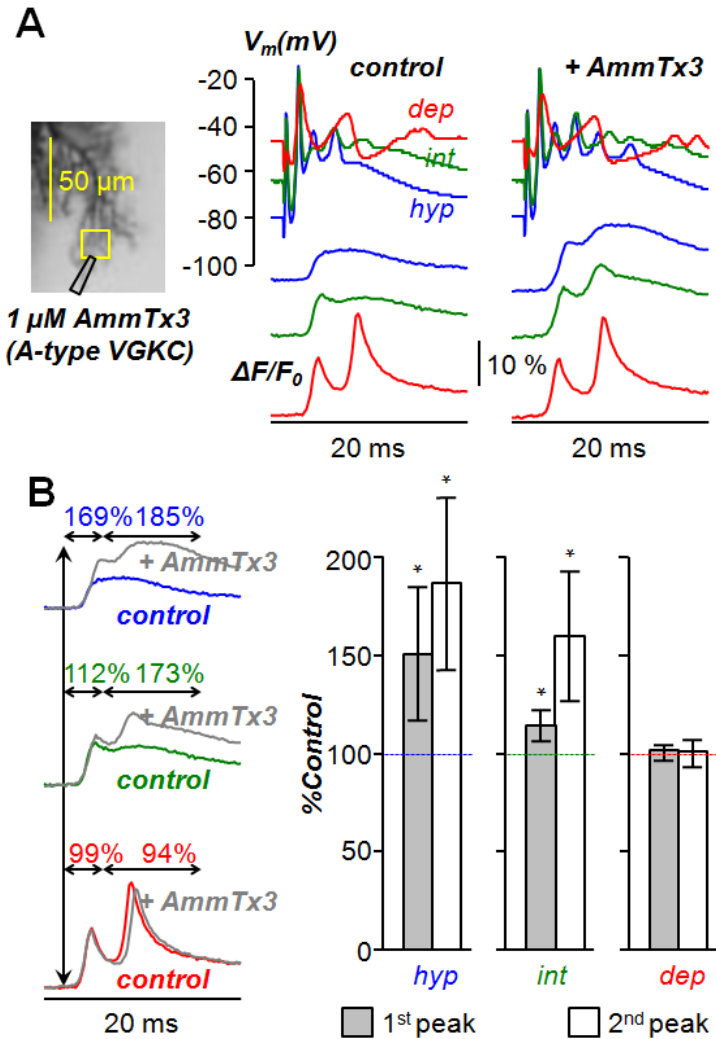 A
Vm(mV)
control
+ AmmTx3
-20
-40
-60
-80
-100
dep
int
hyp
50 µm
1 µM AmmTx3
(A-type VGKC)
ΔF/F0
10 %
20 ms
20 ms
B
169% 185%
+ AmmTx3
control
112% 173%
+ AmmTx3
control
99% 94%
+ AmmTx3
control
20 ms
%Control
200
150
100
50
0
* * * *
hyp
int
dep
1st peak
2nd peak